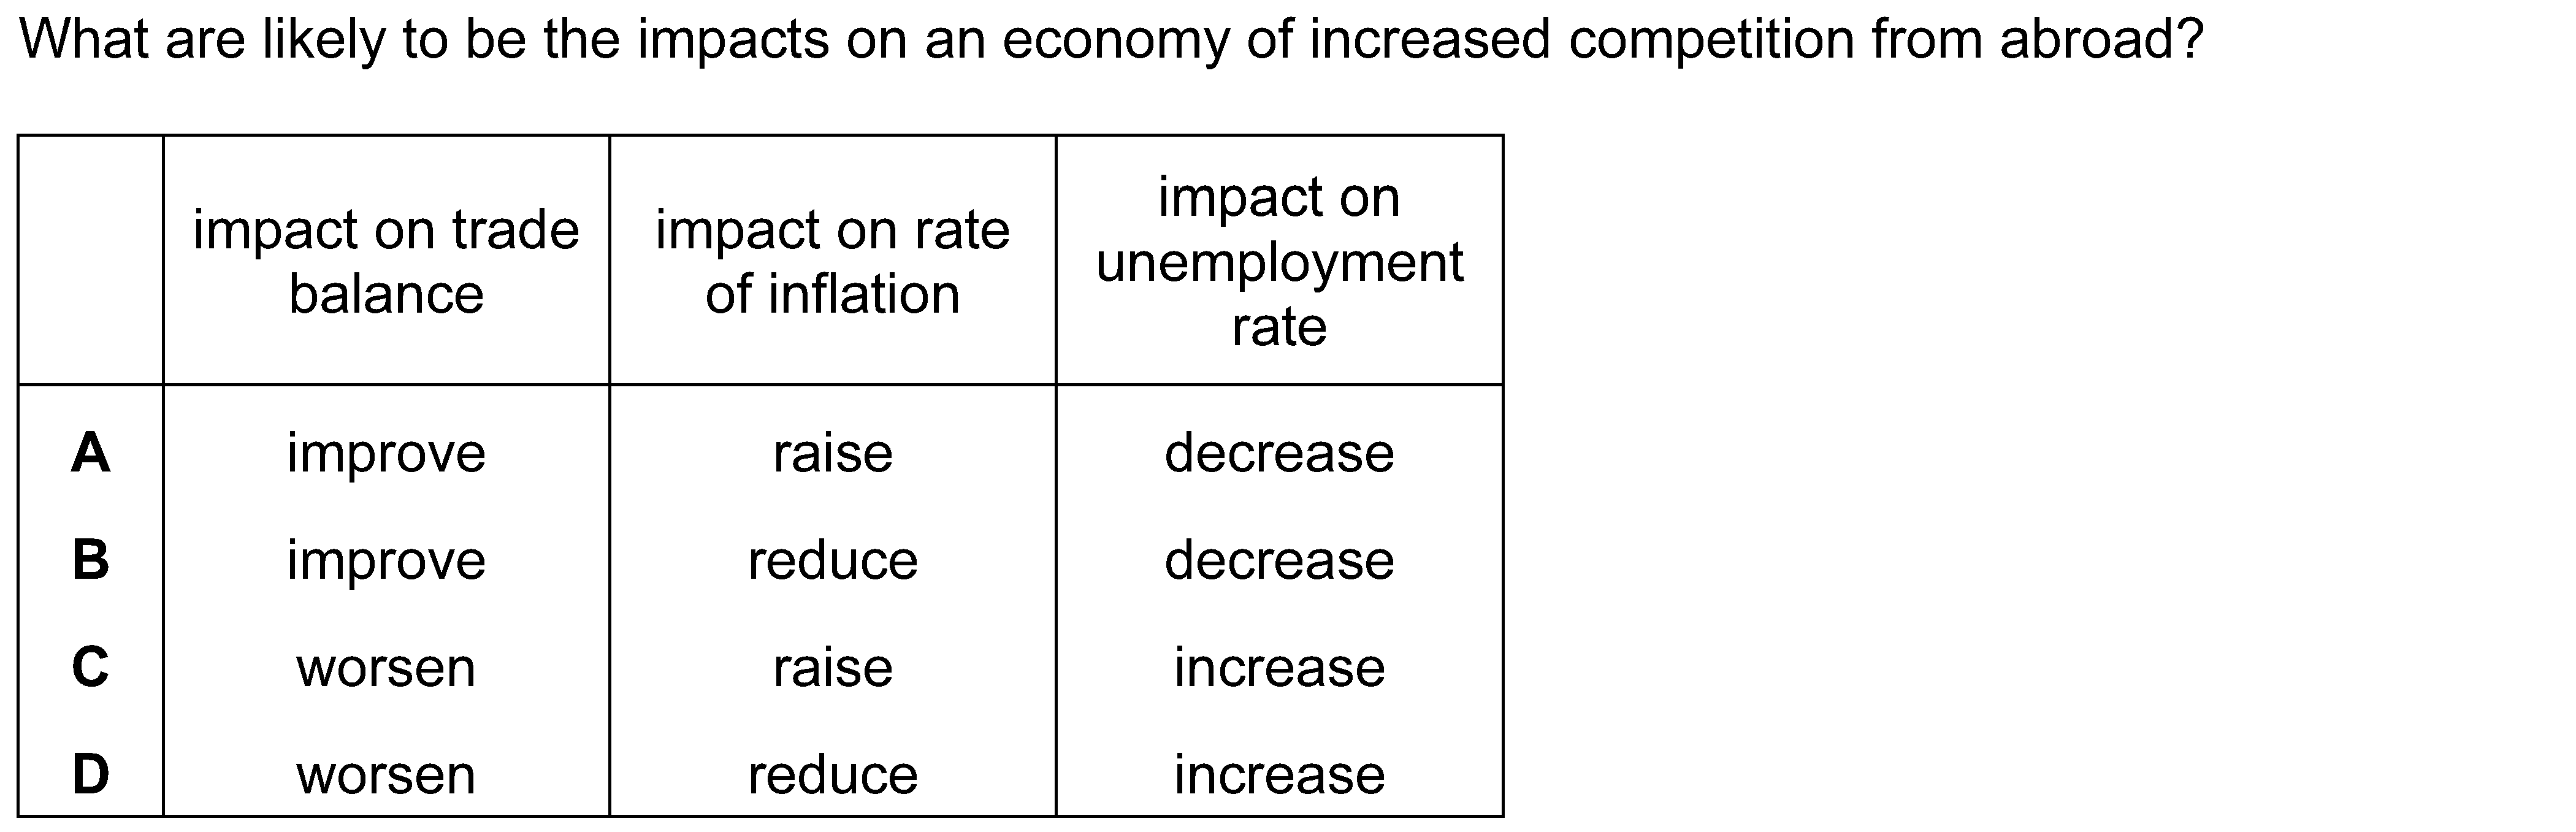 What are likely to be the impacts on an economy of increased competition from abroad?
impact on trade balance | impact on rate of inflation | impact on unemployment rate
A improve raise decrease
B improve reduce decrease
C worsen raise increase
D worsen reduce increase